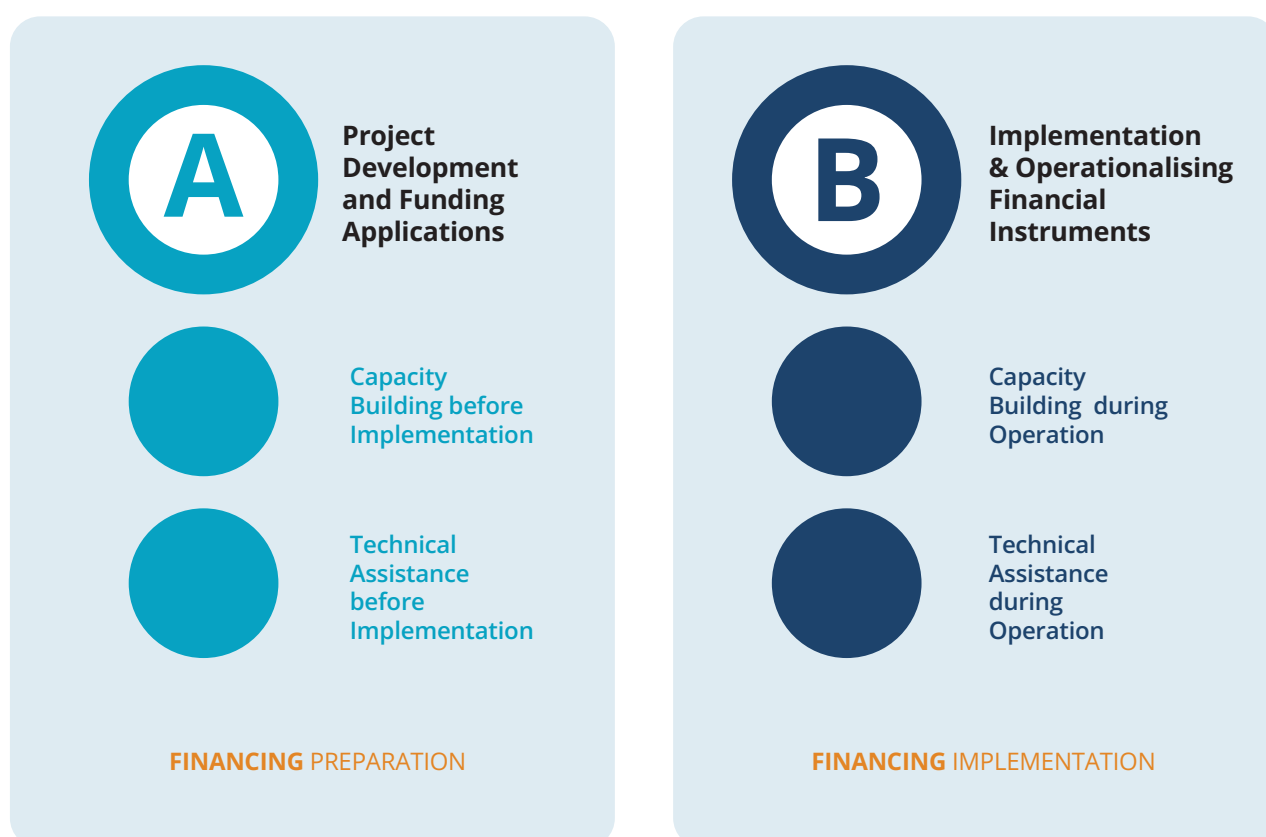 A
Project
Development
and Funding
Applications
Capacity
Building before
Implementation
Technical
Assistance
before
Implementation
FINANCING PREPARATION
B
Implementation
& Operationalising
Financial
Instruments
Capacity
Building  during
Operation
Technical
Assistance
during
Operation
FINANCING IMPLEMENTATION